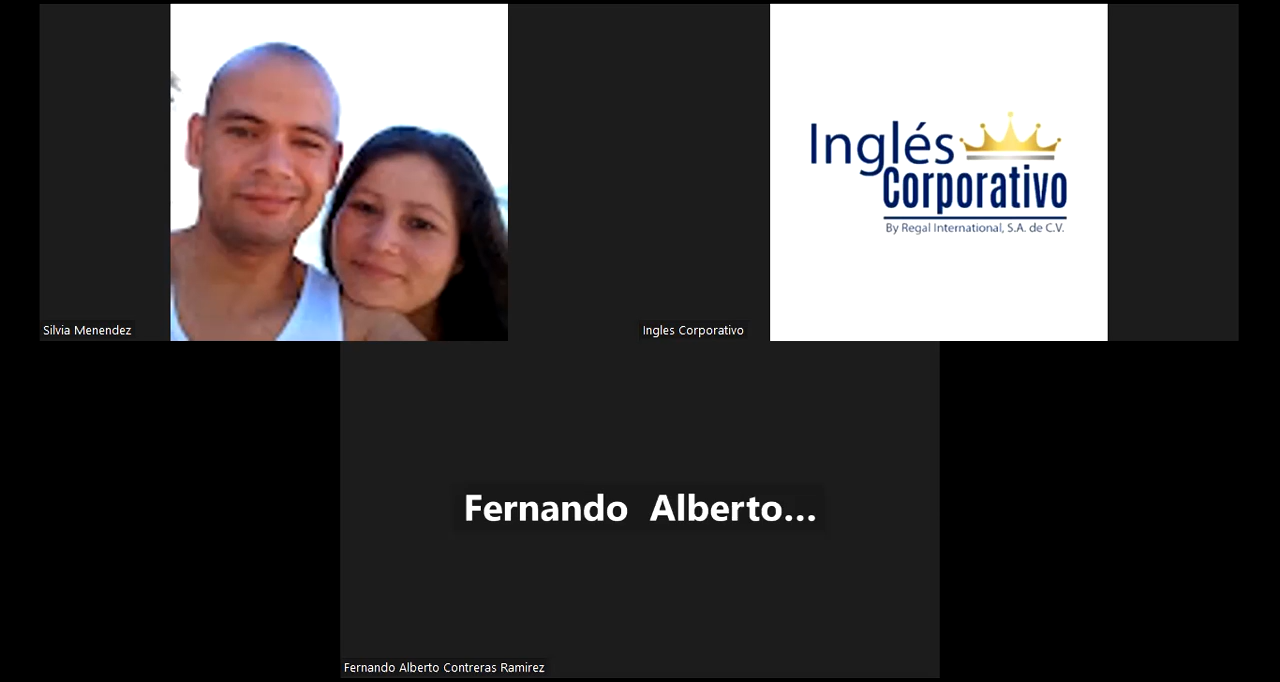 Inglés
Corporativo
By Regal International, S.A. de C.V.
Silvia Menendez
Ingles Corporativo
Fernando Alberto...
Fernando Alberto Contreras Ramirez